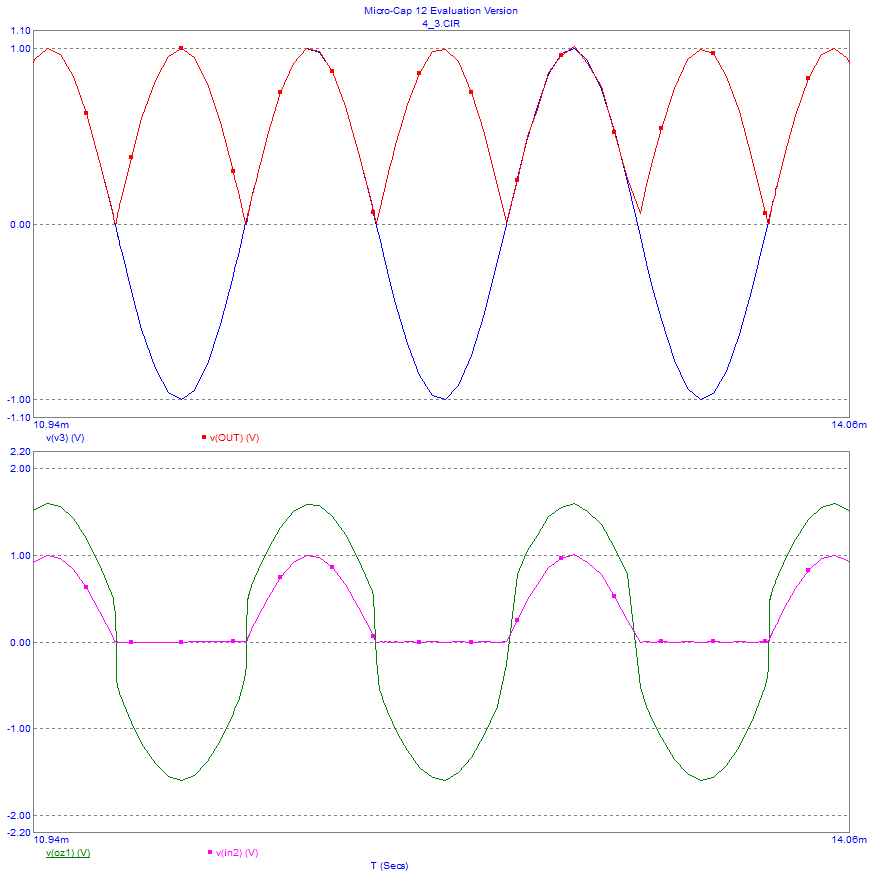 Micro-Cap 12 Evaluation Version
4_3.CIR
1.10
1.00
0.00
-1.00
-1.10
10.94m 14.06m
v(v3) (V) v(OUT) (V)
2.20
2.00
1.00
0.00
-1.00
-2.00
-2.20
10.94m 14.06m
v(oz1) (V) v(in2) (V)
T (Secs)